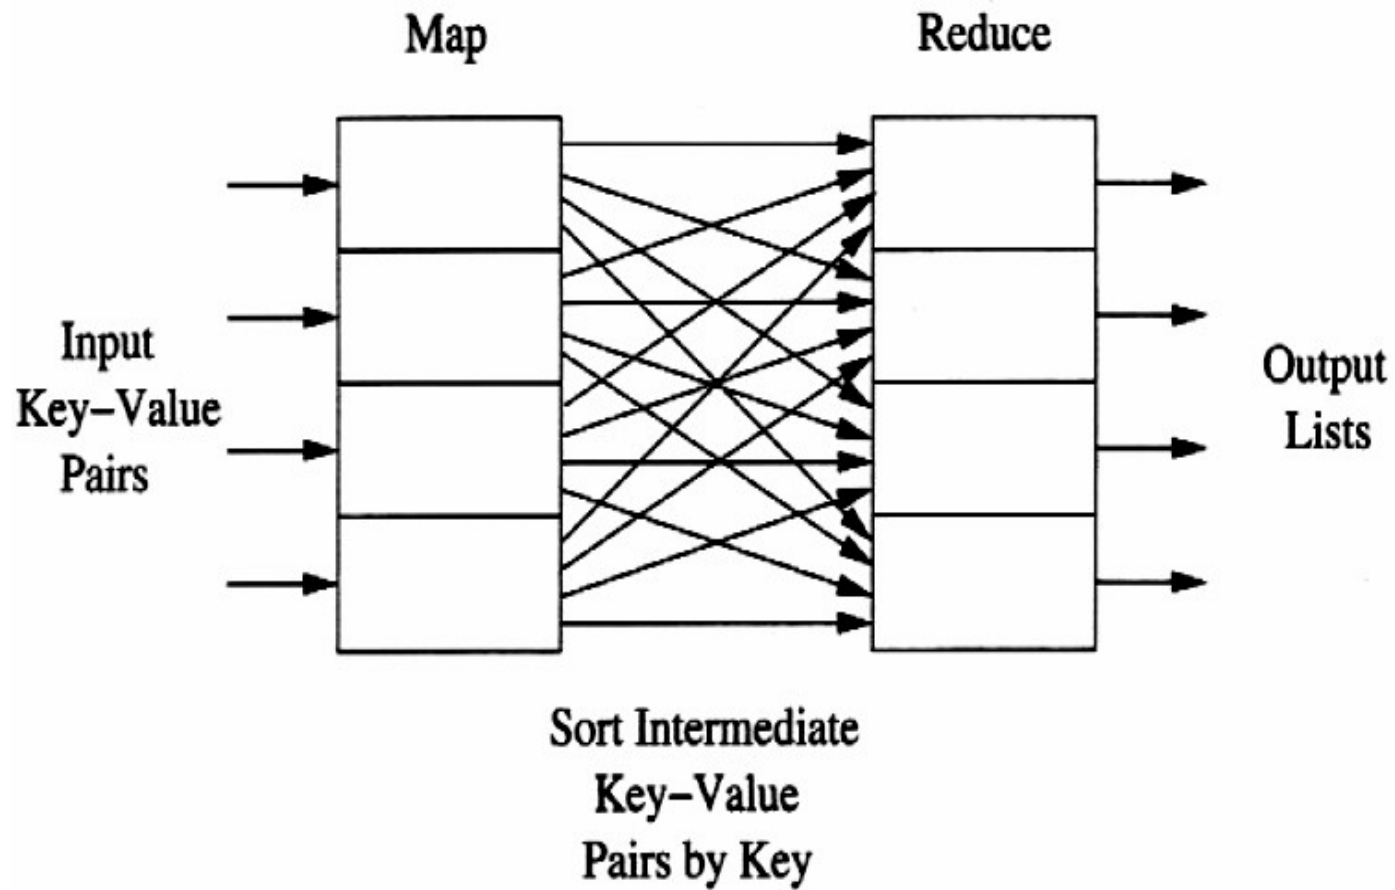 Map
Reduce
Input
Key–Value
Pairs
Output
Lists
Sort Intermediate
Key–Value
Pairs by Key